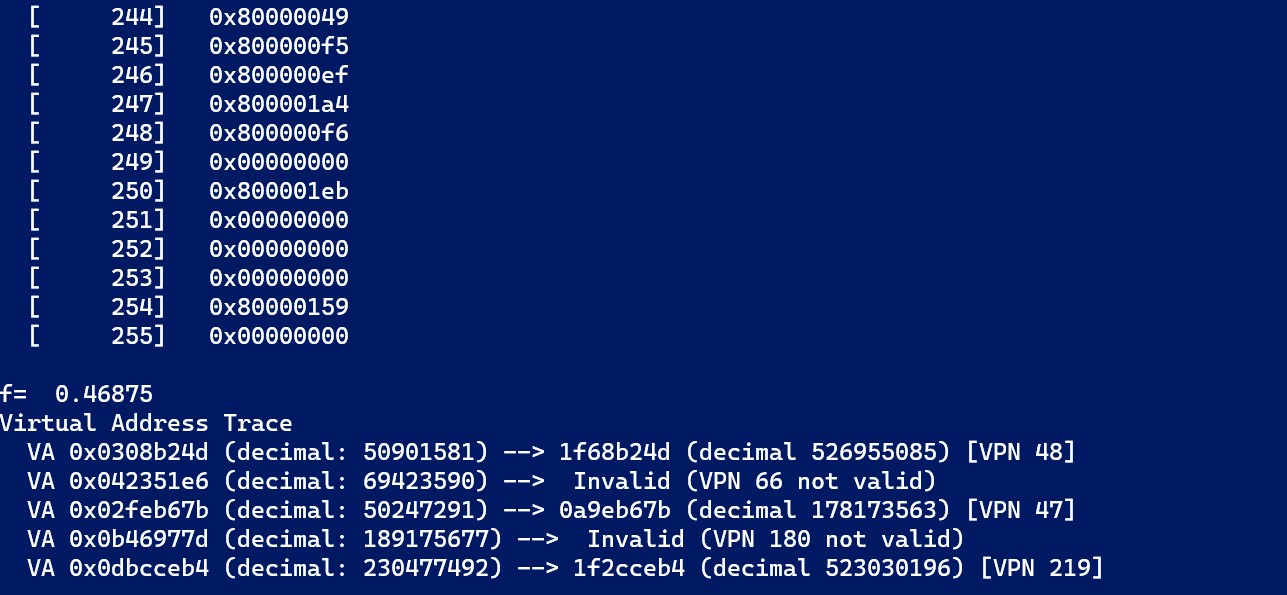 [       244]   0x80000049
[       245]   0x800000f5
[       246]   0x800000ef
[       247]   0x800001a4
[       248]   0x800000f6
[       249]   0x00000000
[       250]   0x800001eb
[       251]   0x00000000
[       252]   0x00000000
[       253]   0x00000000
[       254]   0x80000159
[       255]   0x00000000
f=  0.46875
Virtual Address Trace
VA 0x0308b24d (decimal: 50901581) --> 1f68b24d (decimal 526955085) [VPN 48]
VA 0x042351e6 (decimal: 69423590) -->  Invalid (VPN 66 not valid)
VA 0x02feb67b (decimal: 50247291) --> 0a9eb67b (decimal 178173563) [VPN 47]
VA 0x0b46977d (decimal: 189175677) -->  Invalid (VPN 180 not valid)
VA 0x0dbcceb4 (decimal: 230477492) --> 1f2cceb4 (decimal 523030196) [VPN 219]